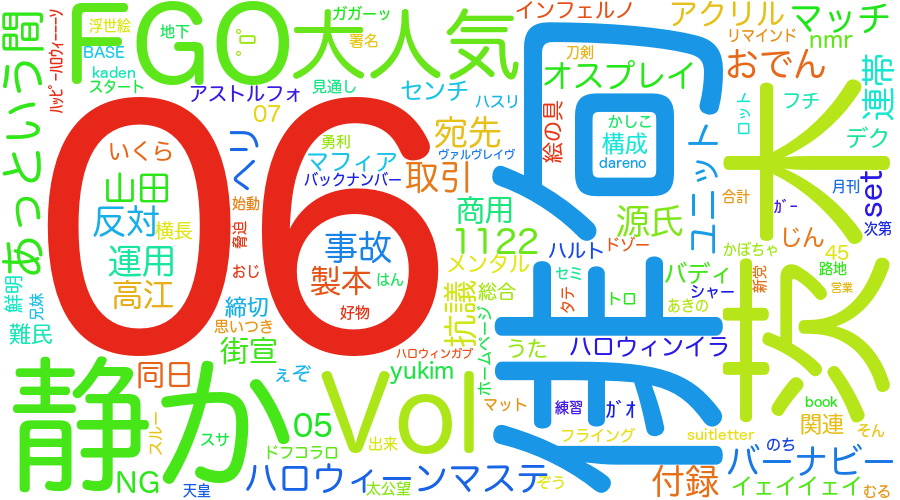 ガガーッ
インフェルノ
アクリル
マッチ
浮世絵
FGO
大人気
ハッピーハロウィーーーン
地下
署名
リマインド
nmr
あっという間
BASE
ﾟﾛﾟ
刀剣
おでん
kaden
見通し
オスプレイ
連帯
スタート
アストルフォ
センチ
ハスリ
ロット
フチ
07
06
宛先
絵の具
かしこ
構成
dareno
デク
いくら
ヘツ
勇利
マフィア
ヴァルヴレイヴ
バックナンバー
取引
ユニット
月刊
set
山田
始動
商用
源氏
合計
ｶﾞｰ
次第
反対
横長
脅迫
事故
1122
ハルト
ドゾー
かぼちゃ
じん
45
運用
おじ
製本
はん
メンタル
セミ
バディ
新党
路地
鮮明
兄妹
高江
締切
好物
抗議
総合
タテ
トロ
シャー
あきの
営業
難民
思いつき
街宣
ホームページ
うた
ハロウィンイラ
静か
同日
ぇぞ
ハロウィンガブ
yukim
Vol
マット
練習
ｶﾞｵ
book
スルー
スサ
05
出来
フライング
suitletter
関連
そん
NG
ドフコラロ
のち
天皇
ハロウィーンマステ
太公望
ぞう
付録
バーナビー
イェイイェイ
むる